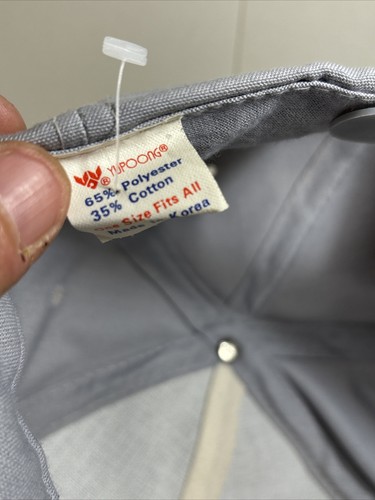 ® YUPOONG®
65% Polyester
35% Cotton
One Size Fits All
Made in Korea